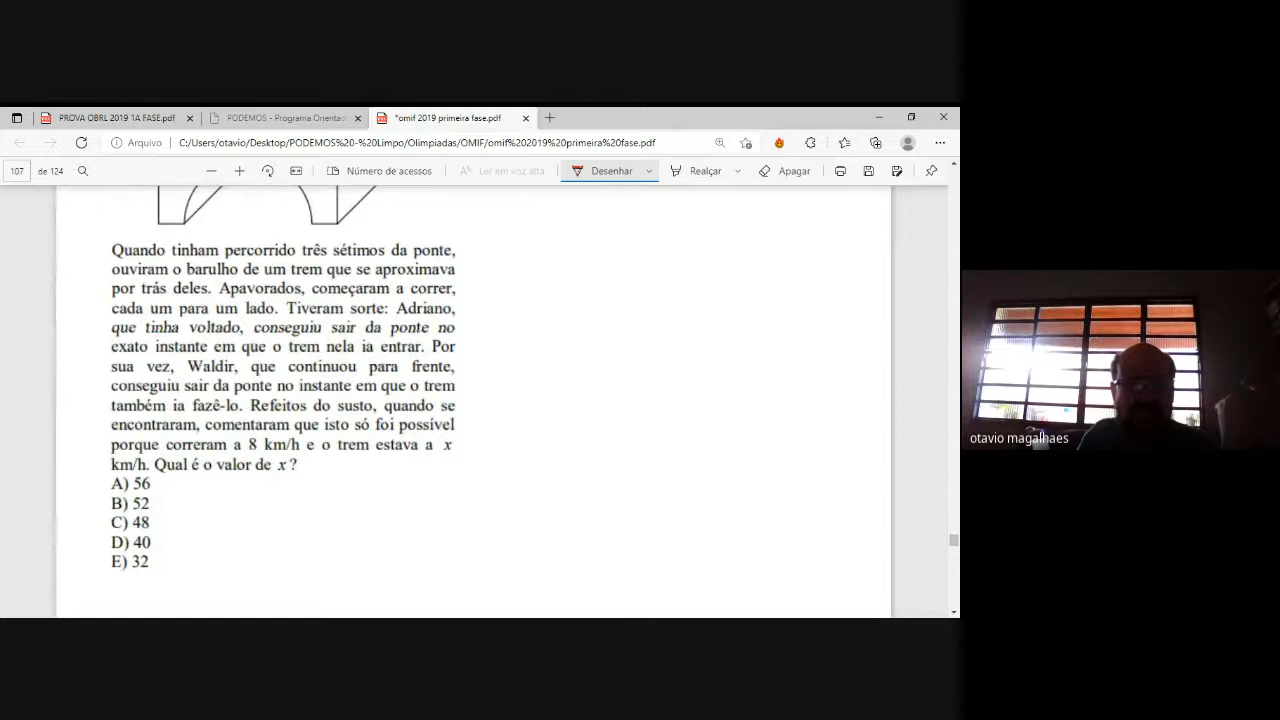 PROVA OBRL 2019 1A FASE.pdf
PODEMOS - Programa Orienta
*omif 2019 primeira fase.pdf
Arquivo
C:/Users/otavio/Desktop/PODEMOS%20-%20Limpo/Olimpiadas/OMIF/omif%202019%20primeira%20fase.pdf
107 de 124
Número de acessos
Ler em voz alta
Desenhar
Realçar
Apagar
Quando tinham percorrido três sétimos da ponte,
ouviram o barulho de um trem que se aproximava
por trás deles. Apavorados, começaram a correr,
cada um para um lado. Tiveram sorte: Adriano,
que tinha voltado, conseguiu sair da ponte no
exato instante em que o trem nela ia entrar. Por
sua vez, Waldir, que continuou para frente,
conseguiu sair da ponte no instante em que o trem
também ia fazê-lo. Refeitos do susto, quando se
encontraram, comentaram que isto só foi possível
porque correram a 8 km/h e o trem estava a x
km/h. Qual é o valor de x ?
A) 56
B) 52
C) 48
D) 40
E) 32
otavio magalhaes